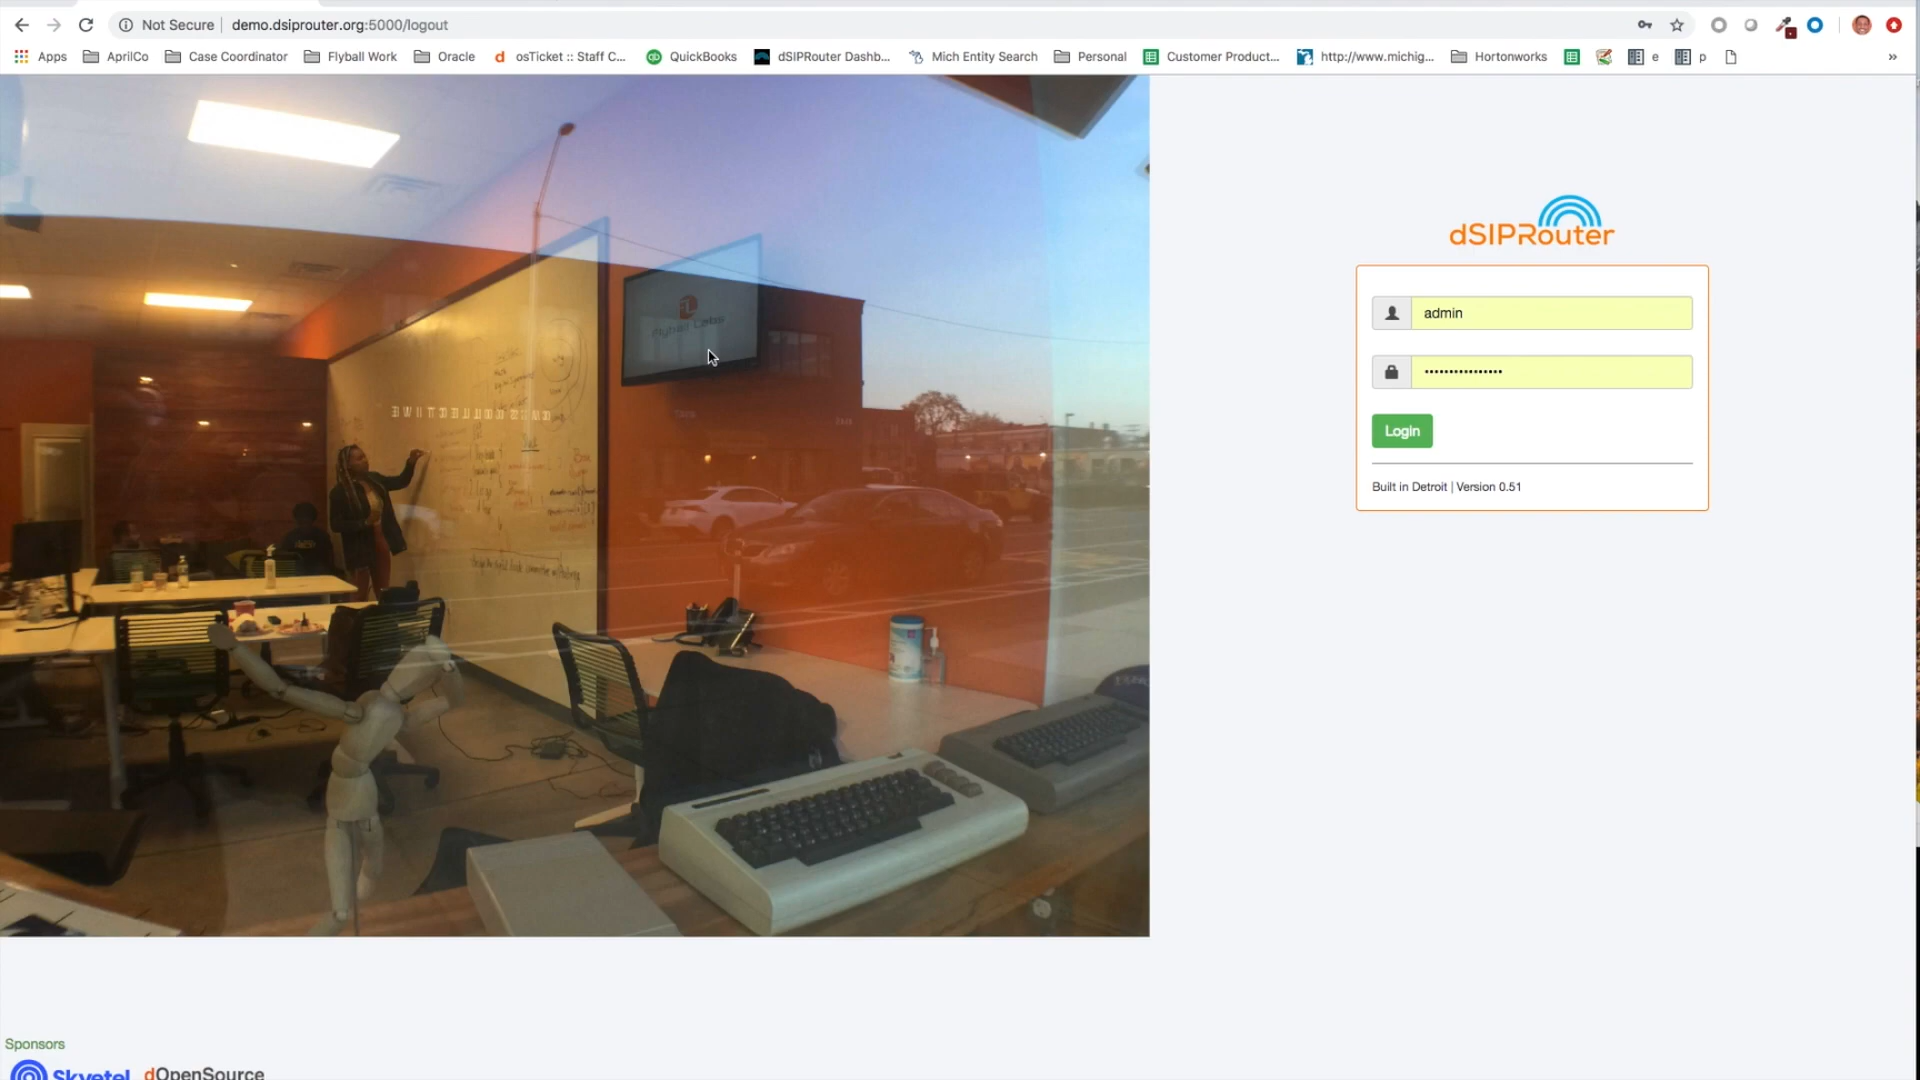 Not Secure | demo.dsiprouter.org:5000/logout
Apps AprilCo Case Coordinator Flyball Work Oracle osTicket :: Staff C... QuickBooks dSIPRouter Dashb... Mich Entity Search Personal Customer Product... http://www.michig... Hortonworks e p »
dSIPRouter
admin
••••••••••••••••
Login
Built in Detroit | Version 0.51
Flyball Labs
Sponsors
Skyetel dOpenSource